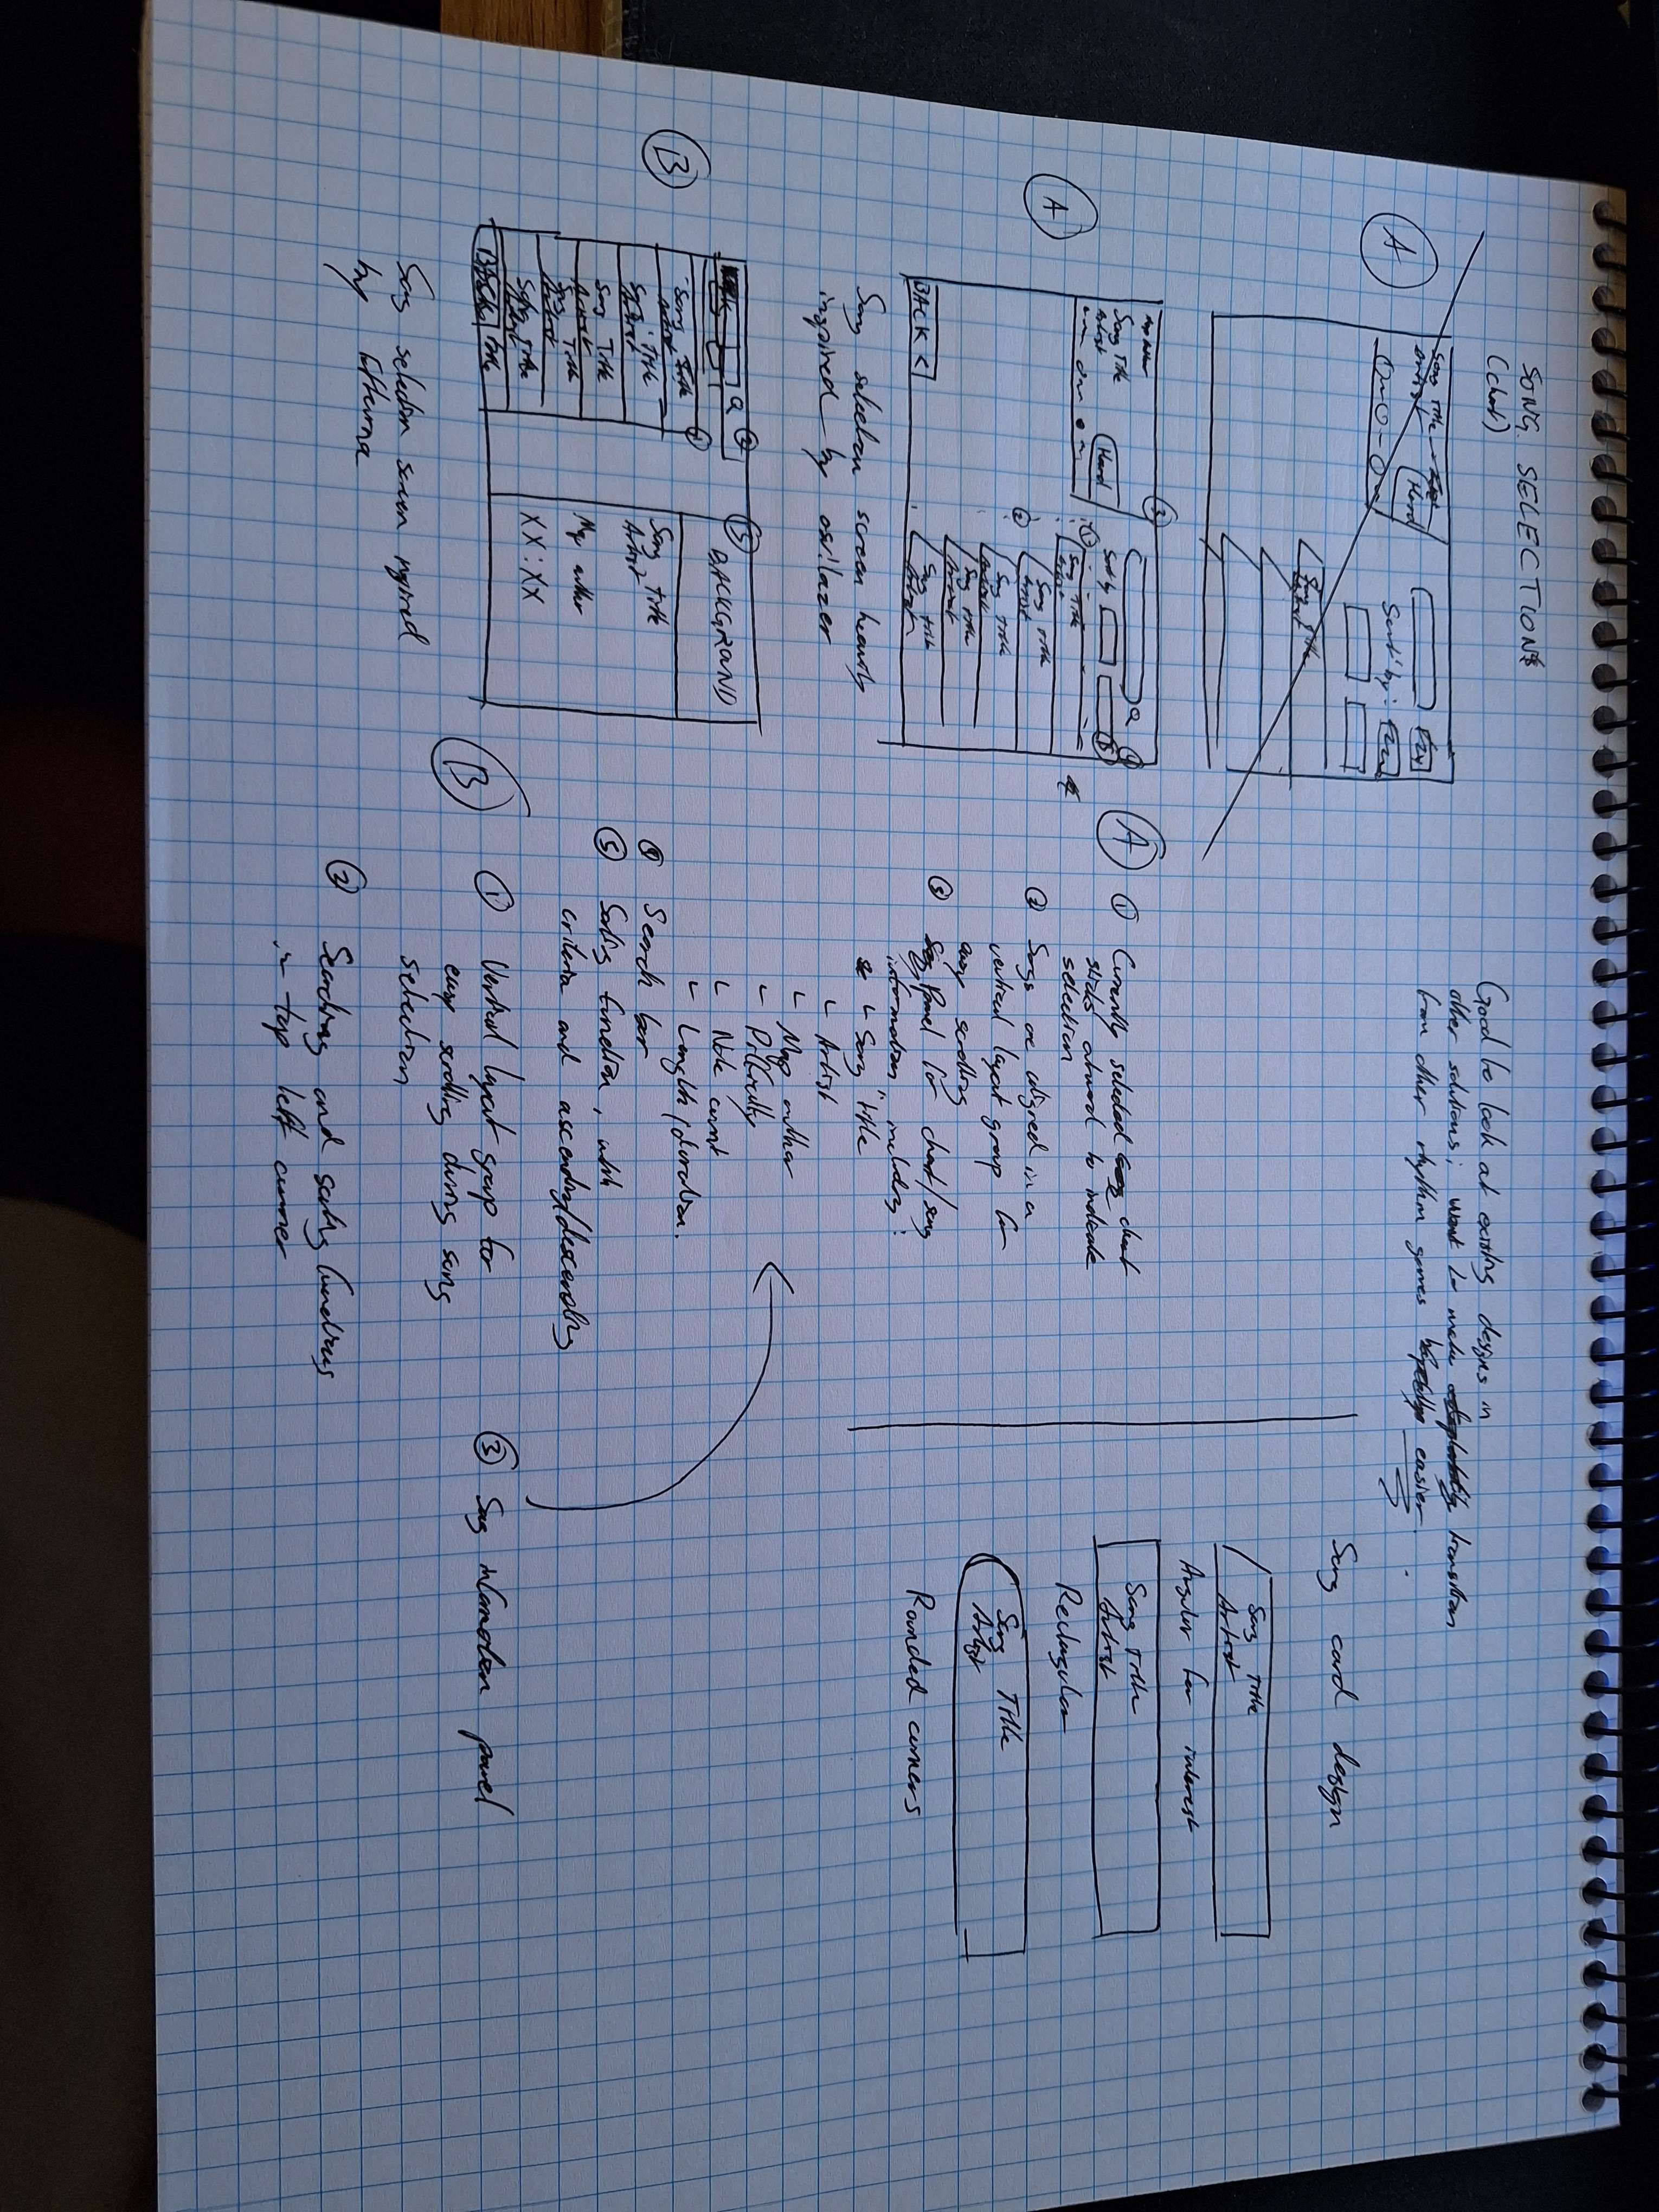 SONG SELECTION
(chart)
Good to look at existing designs in
other solutions; want to make transition
from other rhythm games easier.
A
Song Title
Artist
Hard
Sort by:
Song Title
Artist
A
3
Map author
Song Title
Artist
Hard
4
Sort by
5
1
Song Title
Artist
2
Song Title
Artist
Song Title
Artist
Song Title
Artist
Song Title
Artist
BACK <
Song selection screen heavily
inspired by osu!lazer
B
2
1
Song Title
Artist
Song Title
Artist
Song Title
Artist
Song Title
Artist
Song Title
Artist
BACK Title
3
BACKGROUND
Song Title
Artist
Map author
XX:XX
Song selection screen inspired
by Etterna
A
1 Currently selected chart
sticks outward to indicate
selection
2 Songs are aligned in a
vertical layout group for
easy scrolling
3 Panel for chart/song
information, including:
Song title
Artist
Map author
Difficulty
Note count
Length/duration.
4 Search bar
5 Sorting function, with
criteria and ascending/descending
B
1 Vertical layout group for
easy scrolling during song
selection
2 Searching and sorting functions
in top left corner
3 Song information panel
Song card design
Song Title
Artist
Angular for interest
Song Title
Artist
Rectangular
Song Title
Artist
Rounded corners